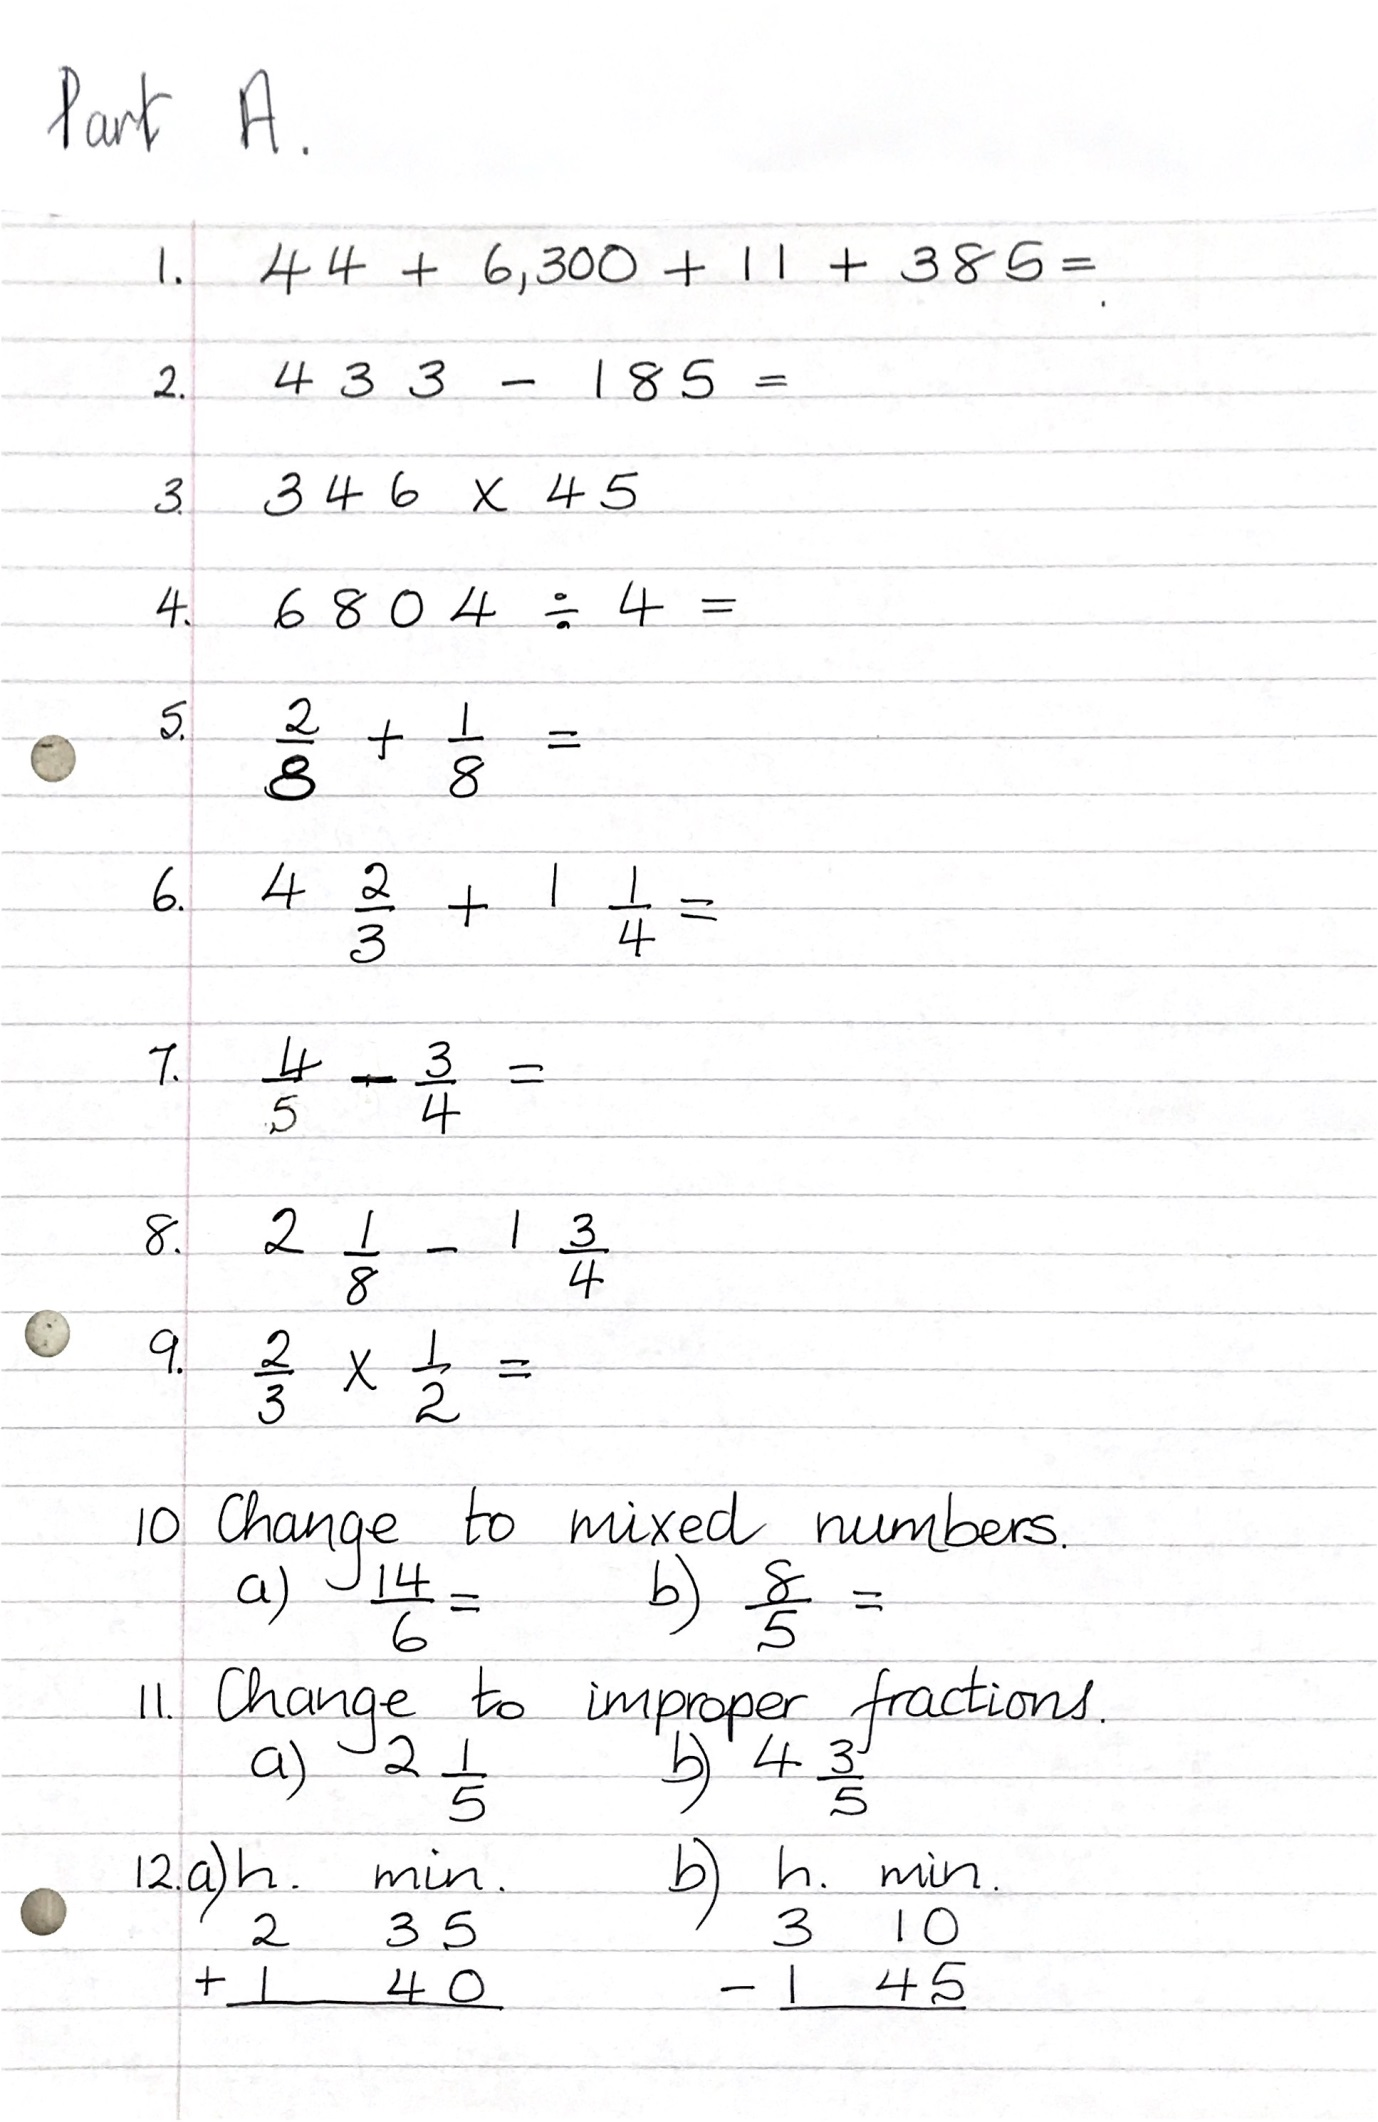 Part A.
1. 44 + 6,300 + 11 + 385 =
2. 433 - 185 =
3. 346 x 45
4. 6804 ÷ 4 =
5. 2/8 + 1/8 =
6. 4 2/3 + 1 1/4 =
7. 4/5 - 3/4 =
8. 2 1/8 - 1 3/4
9. 2/3 x 1/2 =
10 Change to mixed numbers.
a) 14/6 = b) 8/5 =
11. Change to improper fractions.
a) 2 1/5 b) 4 3/5
12. a) h. min. b) h. min.
2 35 3 10
+ 1 40 - 1 45